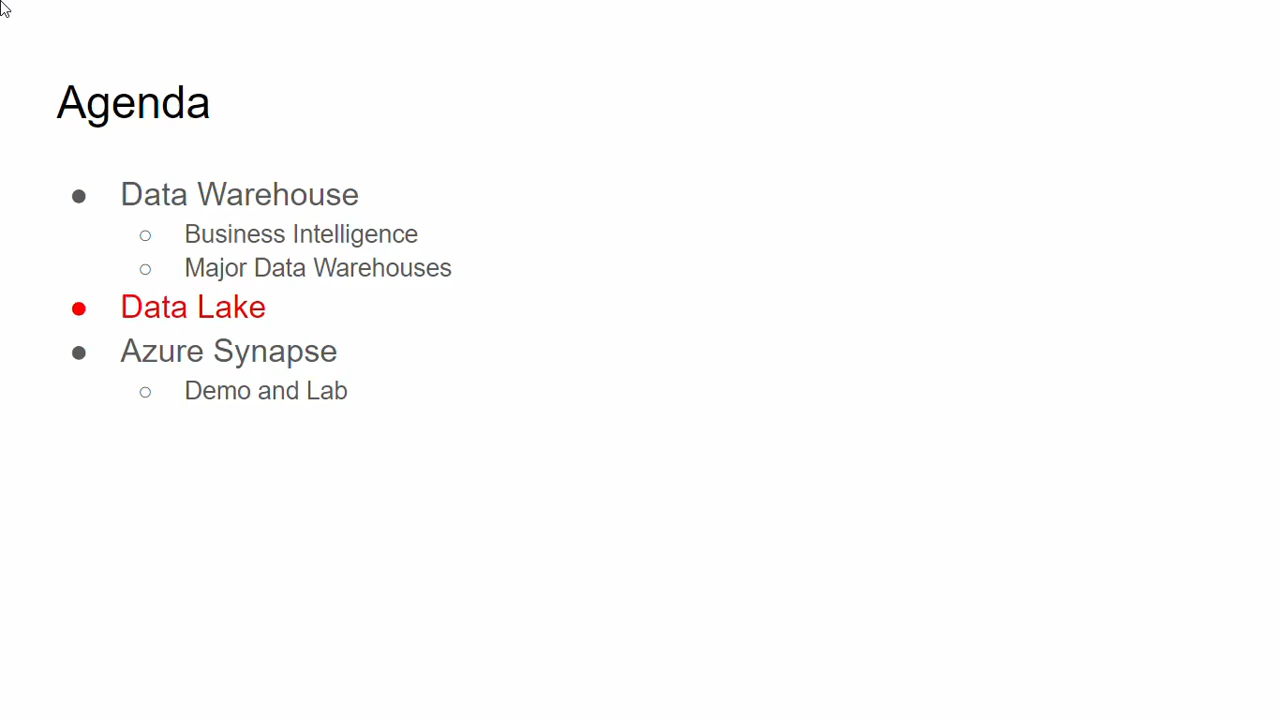 Agenda
● Data Warehouse
○ Business Intelligence
○ Major Data Warehouses
● Data Lake
● Azure Synapse
○ Demo and Lab